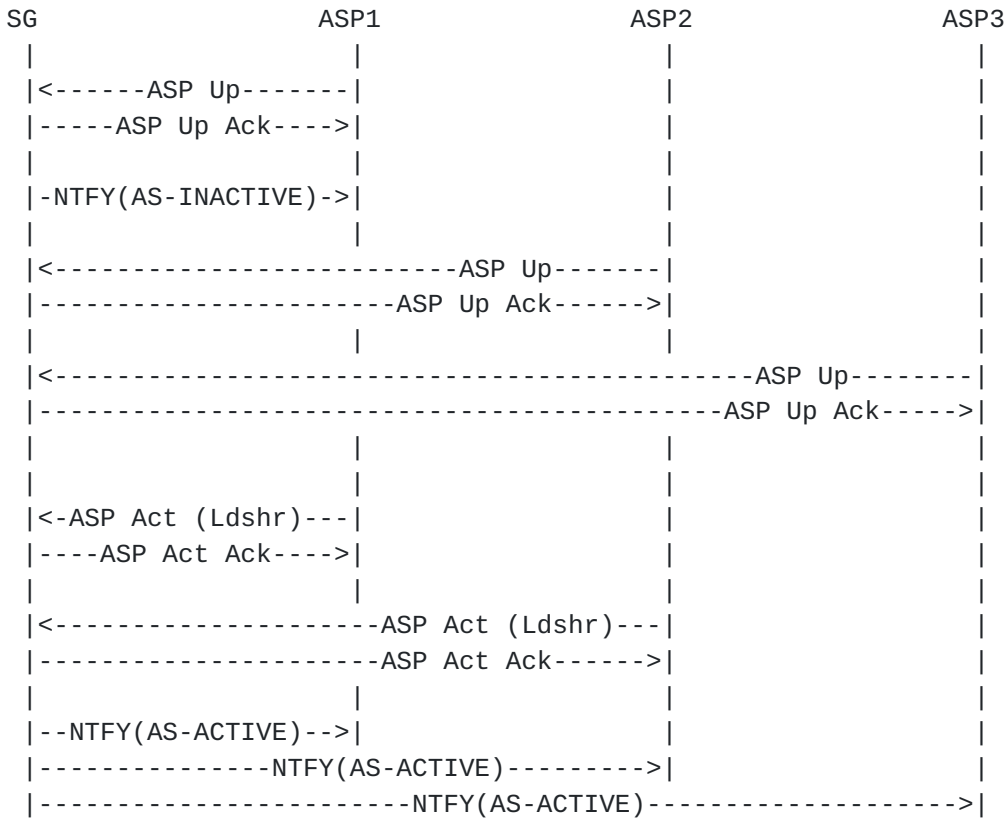 SG                  ASP1                ASP2                ASP3
 |                    |                   |                   |
 |<------ASP Up-------|                   |                   |
 |-----ASP Up Ack---->|                   |                   |
 |                    |                   |                   |
 |-NTFY(AS-INACTIVE)->|                   |                   |
 |                    |                   |                   |
 |<--------------------------ASP Up-------|                   |
 |-----------------------ASP Up Ack------>|                   |
 |                    |                   |                   |
 |<--------------------------------------------ASP Up--------|
 |------------------------------------------ASP Up Ack----->|
 |                    |                   |                   |
 |                    |                   |                   |
 |<-ASP Act (Ldshr)---|                   |                   |
 |----ASP Act Ack---->|                   |                   |
 |                    |                   |                   |
 |<---------------------ASP Act (Ldshr)---|                   |
 |----------------------ASP Act Ack------>|                   |
 |                    |                   |                   |
 |--NTFY(AS-ACTIVE)-->|                   |                   |
 |---------------NTFY(AS-ACTIVE)--------->|                   |
 |------------------------NTFY(AS-ACTIVE)-------------------->|